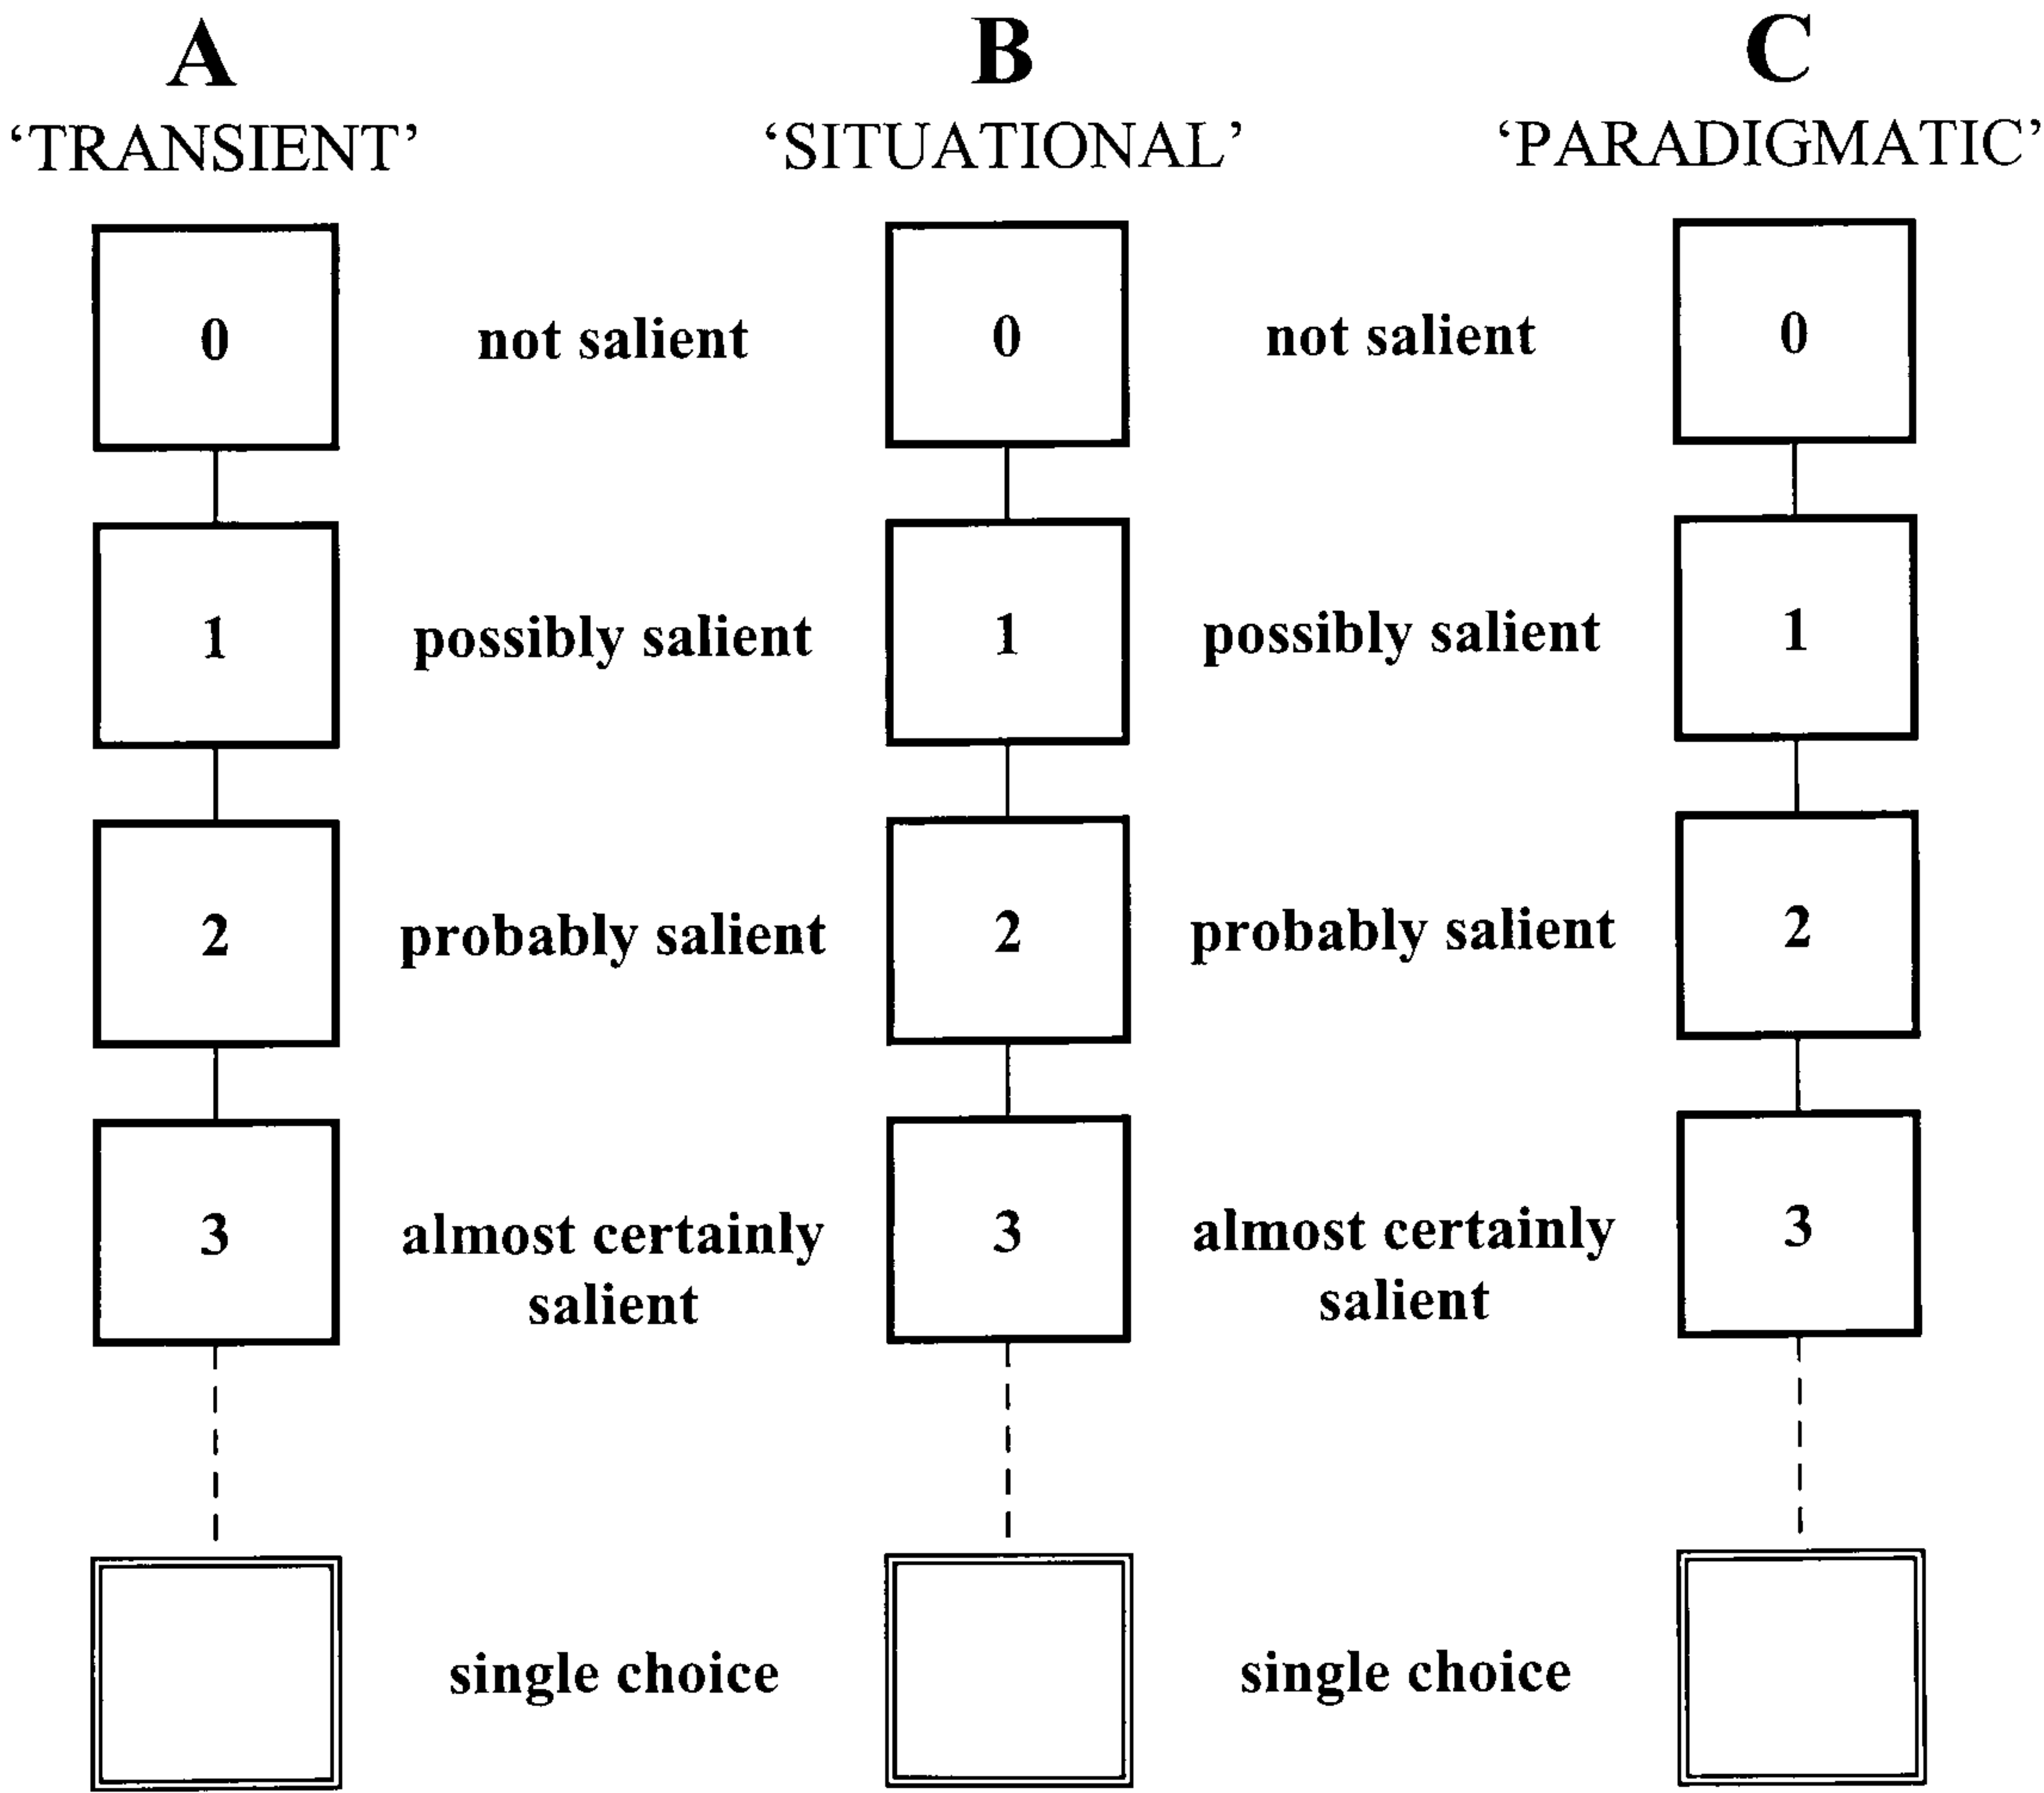 A B C
‘TRANSIENT’ ‘SITUATIONAL’ ‘PARADIGMATIC’
0 not salient 0 not salient 0
1 possibly salient 1 possibly salient 1
2 probably salient 2 probably salient 2
3 almost certainly 3 almost certainly 3
salient salient
single choice single choice